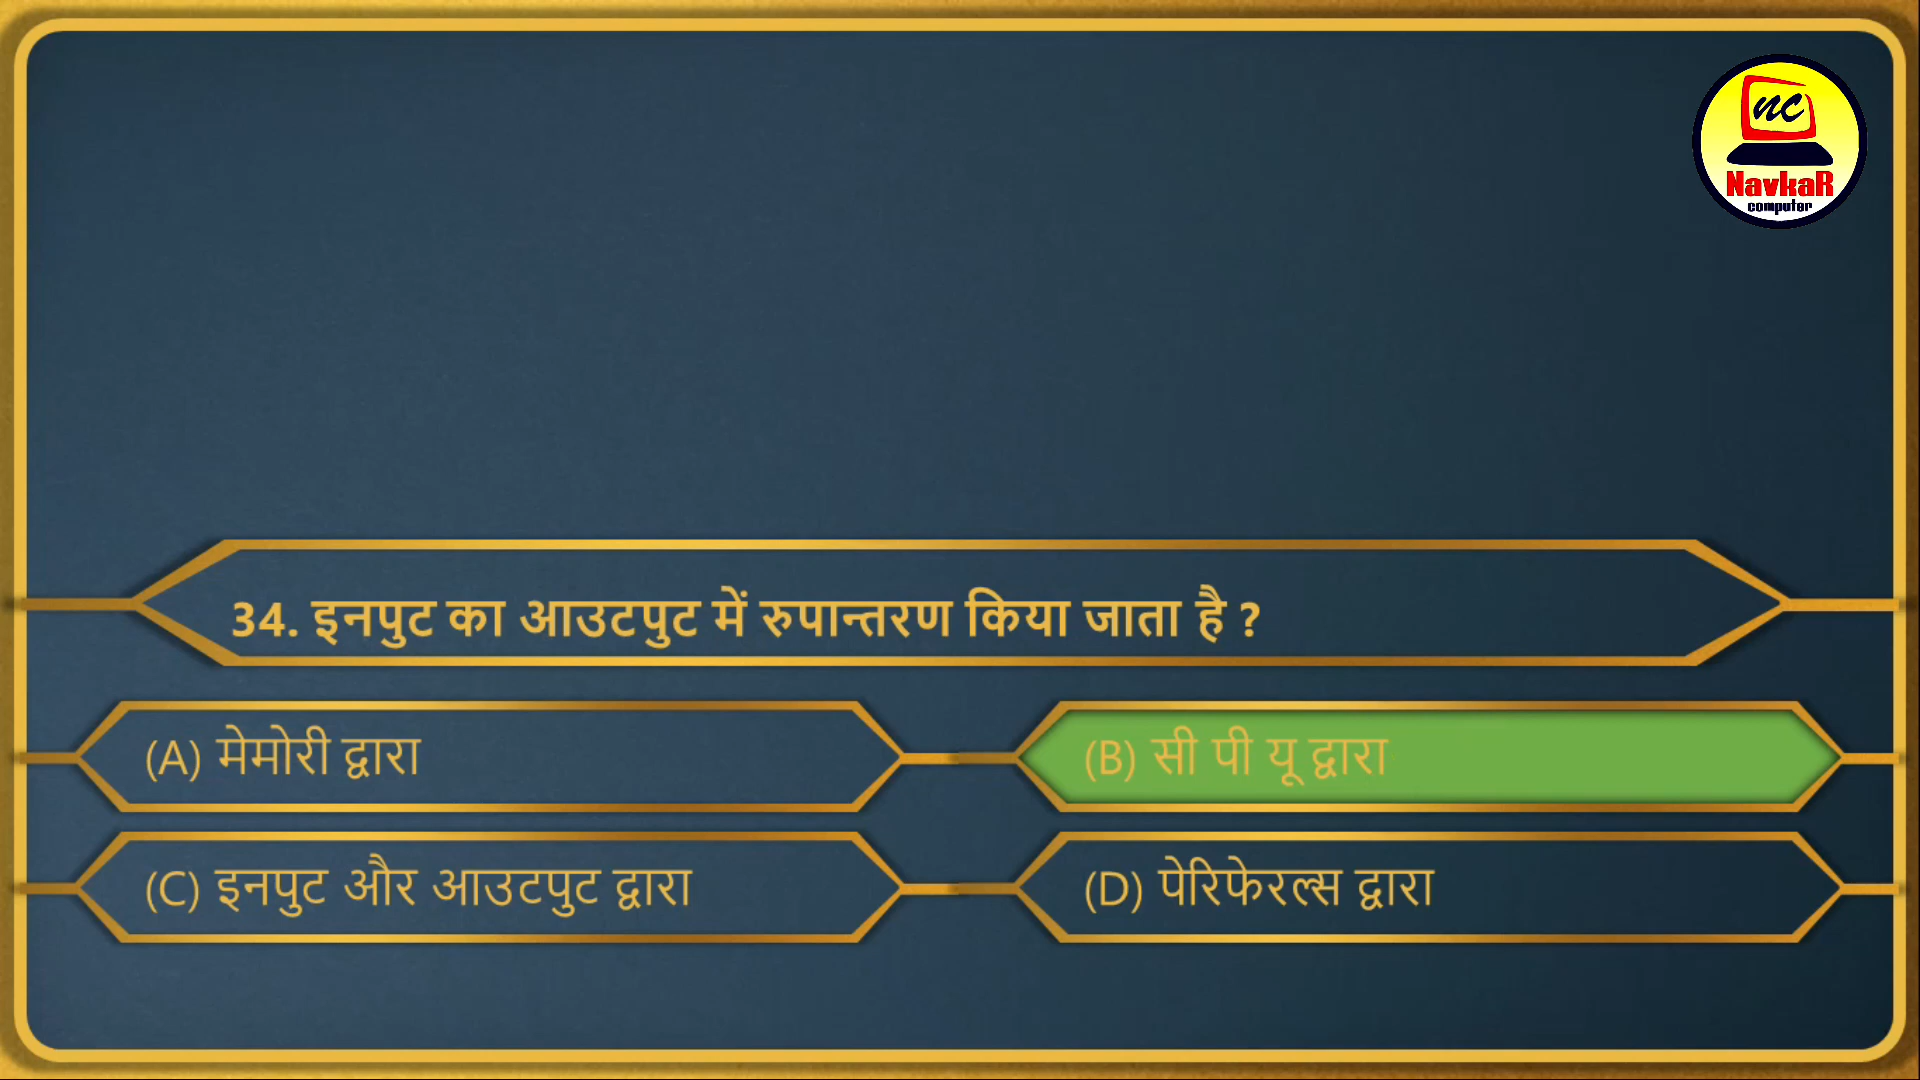 nc
NavkaR
computer
34. इनपुट का आउटपुट में रुपान्तरण किया जाता है ?
(A) मेमोरी द्वारा
(B) सी पी यू द्वारा
(C) इनपुट और आउटपुट द्वारा
(D) पेरिफेरल्स द्वारा